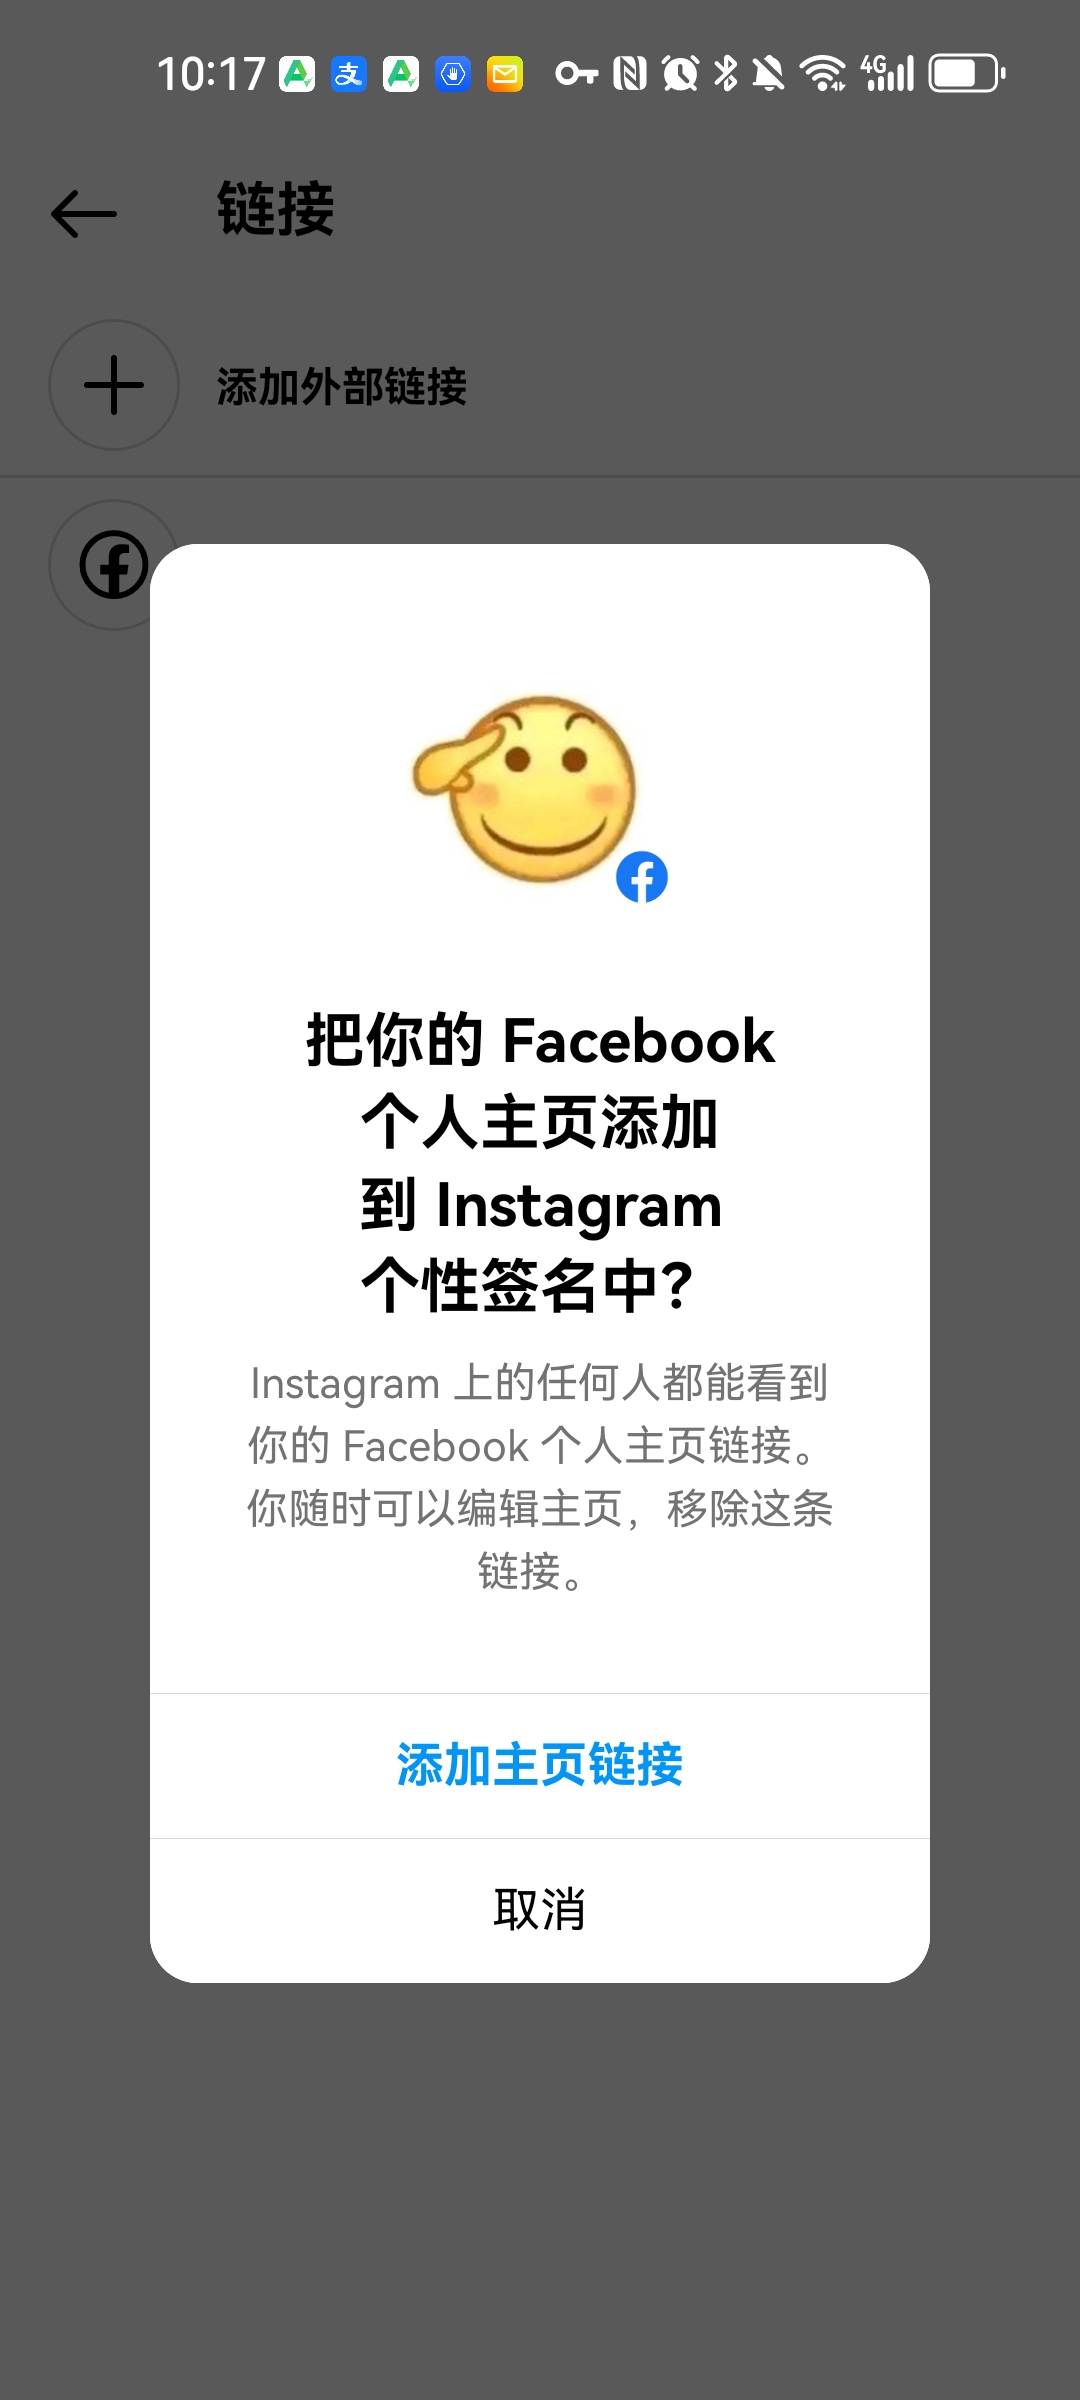 10:17
支
4G
链接
添加外部链接
把你的 Facebook
个人主页添加
到 Instagram
个性签名中？
Instagram 上的任何人都能看到
你的 Facebook 个人主页链接。
你随时可以编辑主页，移除这条
链接。
添加主页链接
取消